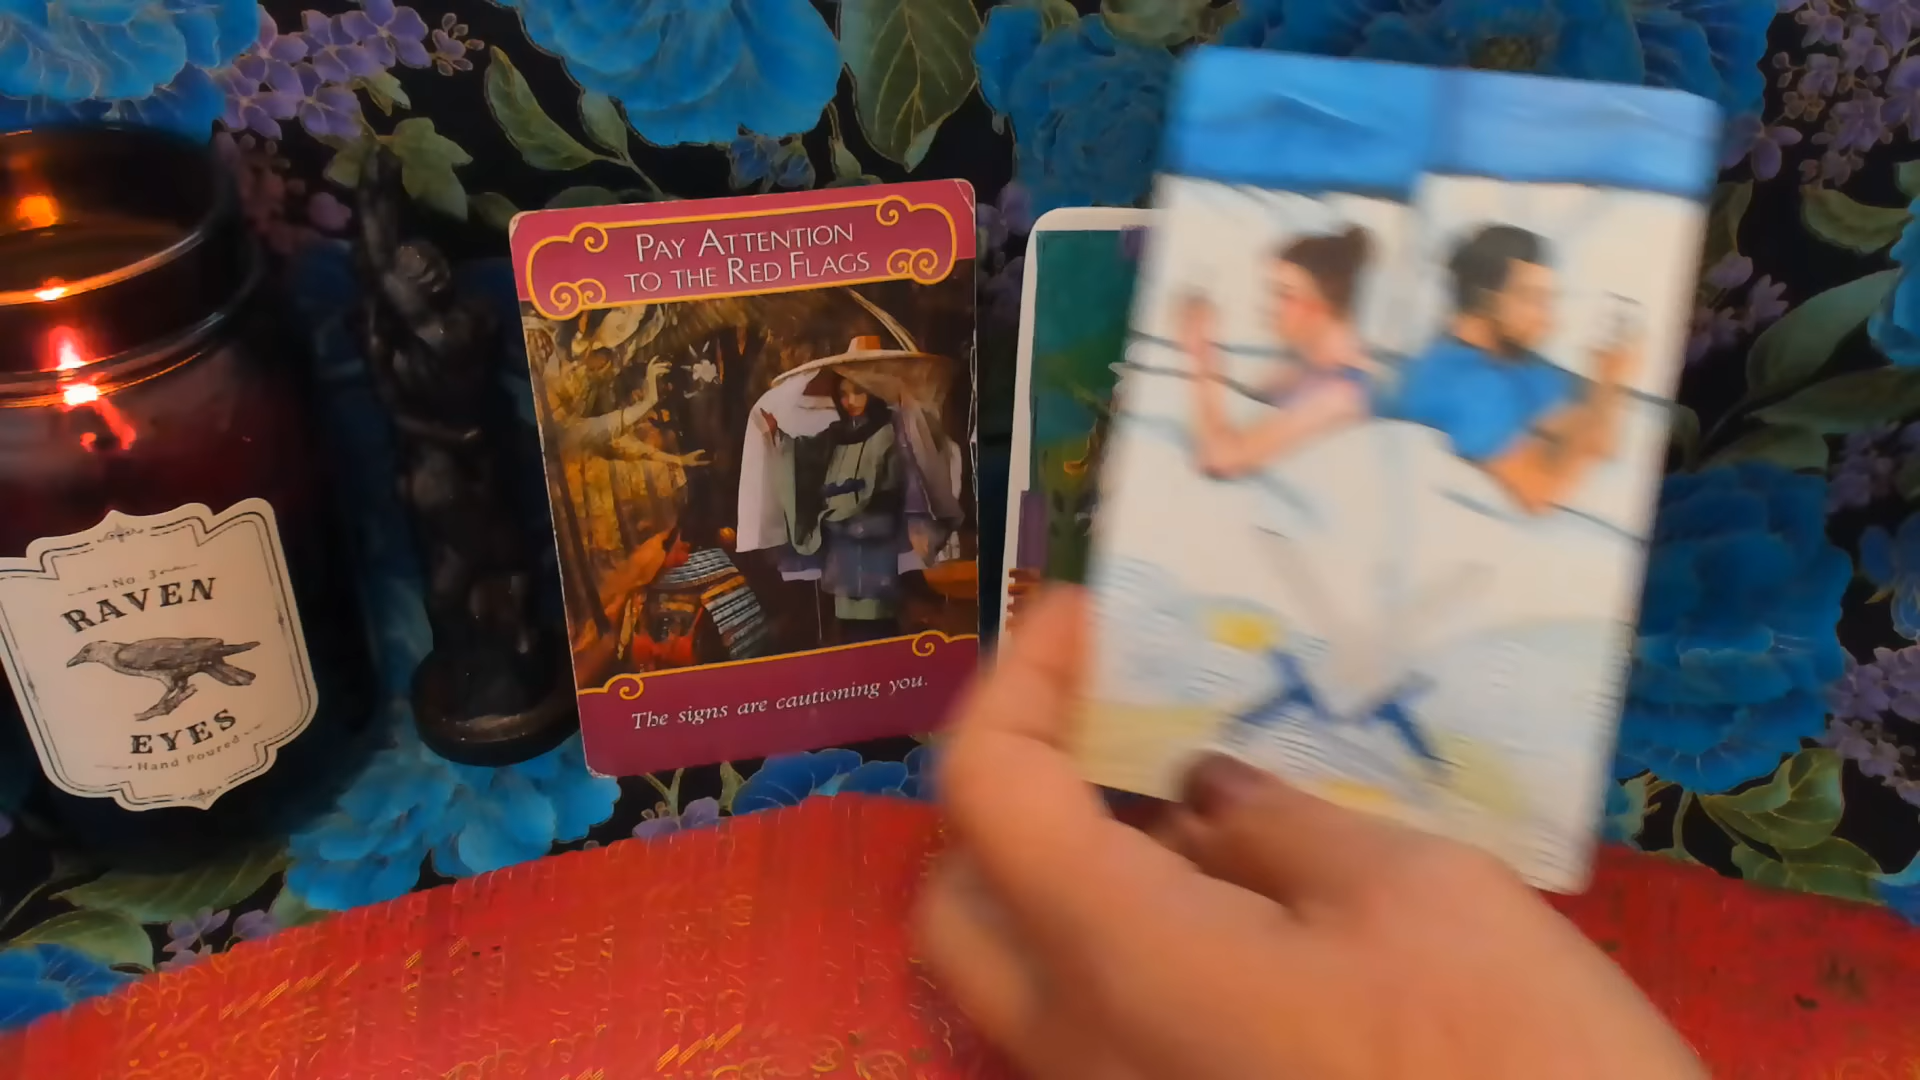 No. 3
RAVEN
EYES
Hand Poured
PAY ATTENTION
TO THE RED FLAGS
The signs are cautioning you.